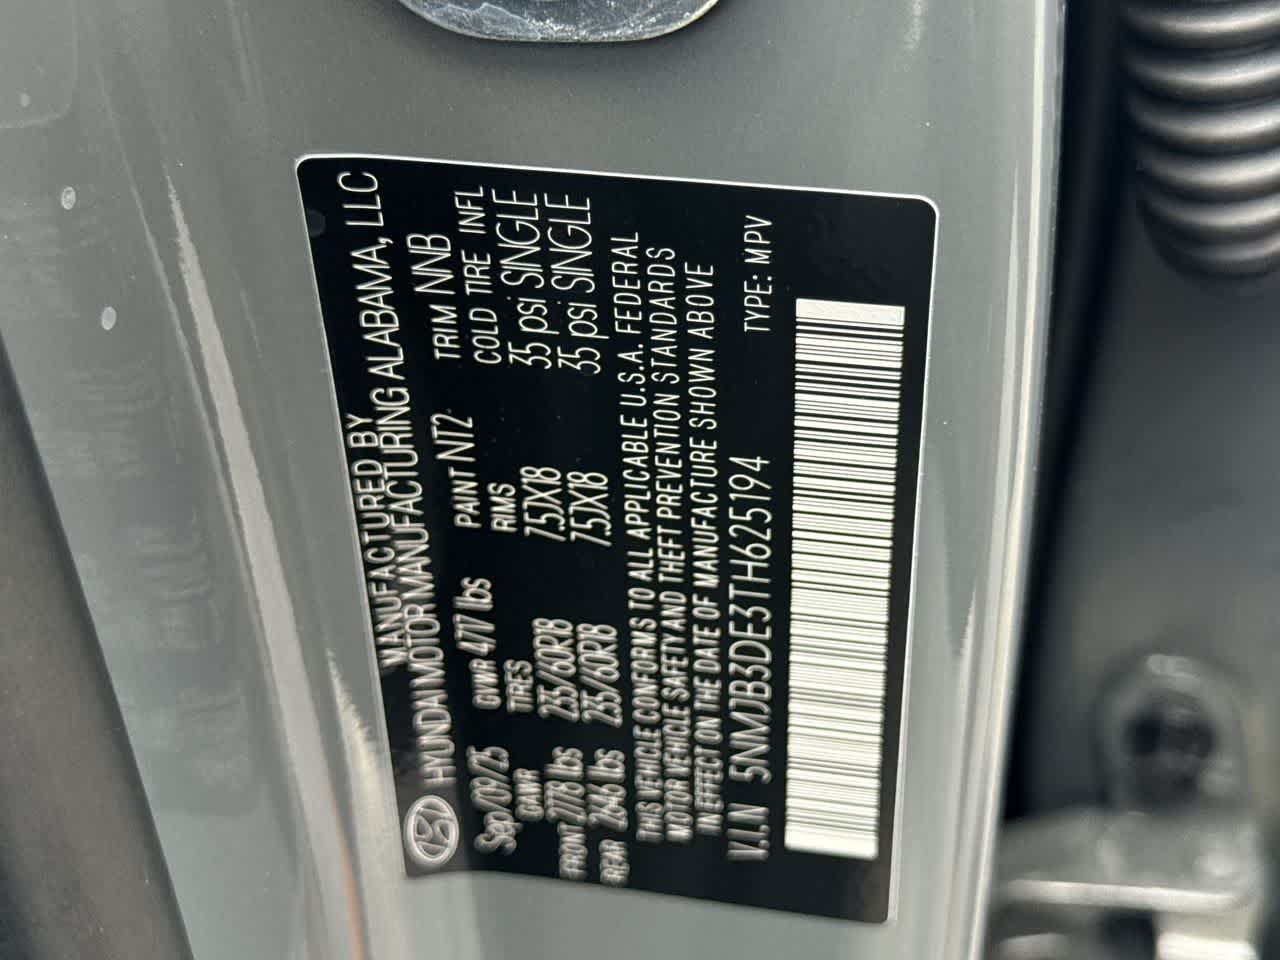 MANUFACTURED BY
HYUNDAI MOTOR MANUFACTURING ALABAMA, LLC
Sep/09/25 GVWR 4777 lbs PAINT NT2 TRIM NNB
GAWR TIRES RIMS COLD TIRE INFL
FRONT 2778 lbs 235/60R18 7.5JX18 35 psi SINGLE
REAR 2646 lbs 235/60R18 7.5JX18 35 psi SINGLE
THIS VEHICLE CONFORMS TO ALL APPLICABLE U.S.A. FEDERAL
MOTOR VEHICLE SAFETY AND THEFT PREVENTION STANDARDS
IN EFFECT ON THE DATE OF MANUFACTURE SHOWN ABOVE
V.I.N 5NMJB3DE3TH625194 TYPE: MPV